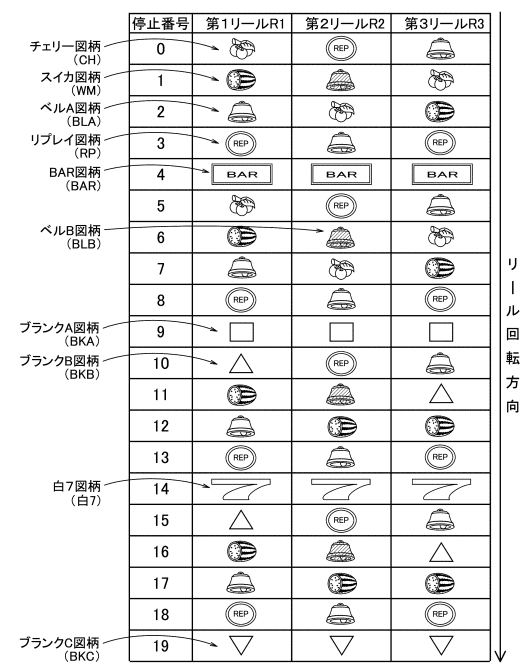 停止番号 第1リールR1 第2リールR2 第3リールR3
チェリー図柄
(CH)
0 REP
スイカ図柄
(WM)
1
ベルA図柄
(BLA)
2
リプレイ図柄
(RP)
3 REP REP
BAR図柄
(BAR)
4 BAR BAR BAR
5 REP
ベルB図柄
(BLB)
6
7
8 REP REP
ブランクA図柄
(BKA)
9
ブランクB図柄
(BKB)
10 REP
11
12
13 REP REP
白7図柄
(白7)
14
15 REP
16
17
18 REP REP
ブランクC図柄
(BKC)
19
リール回転方向